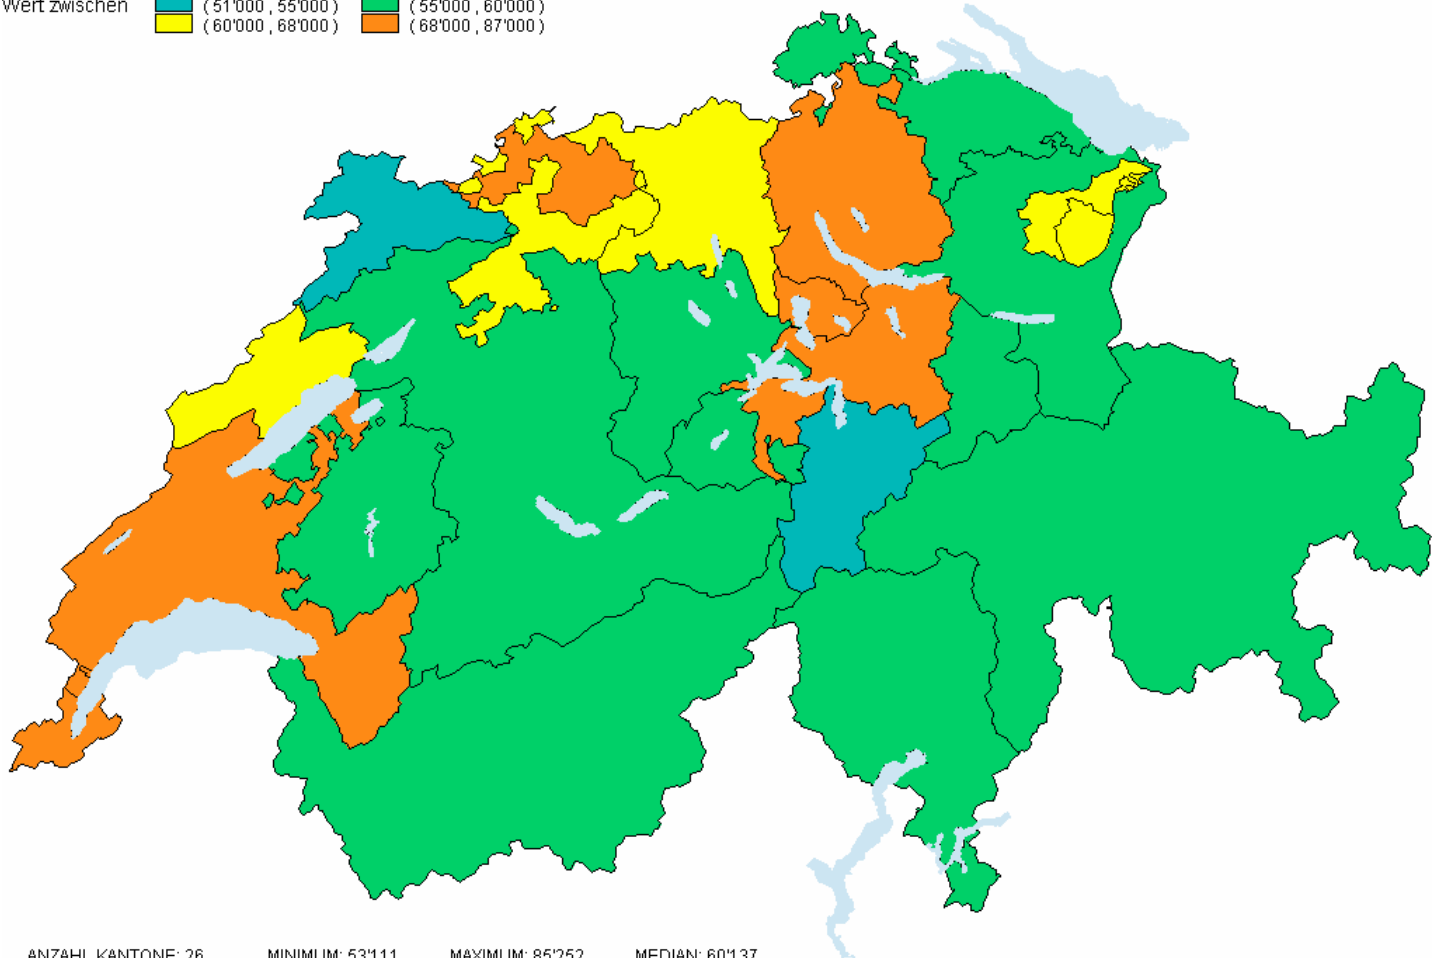 Wert zwischen (51'000 , 55'000) (55'000 , 60'000)
(60'000 , 68'000) (68'000 , 87'000)
ANZAHL KANTONE: 26 MINIMUM: 53'111 MAXIMUM: 85'252 MEDIAN: 60'137